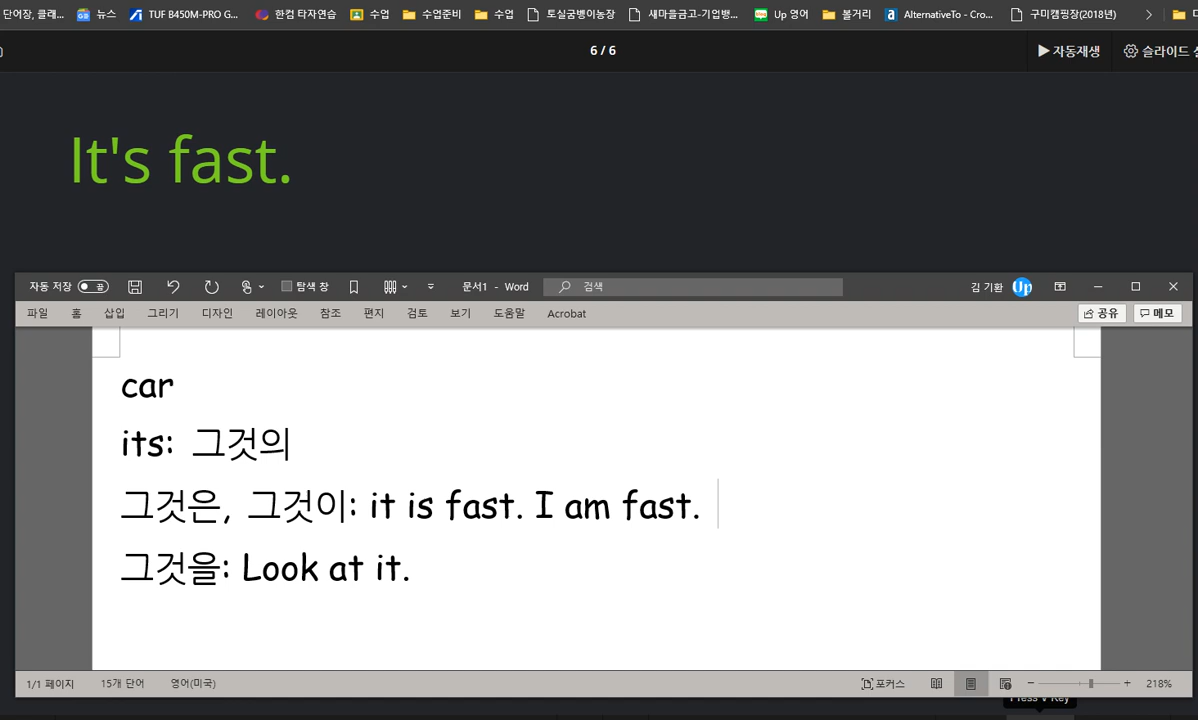 단어장, 클래... 뉴스 TUF B450M-PRO G... 한컴 타자연습 수업 수업준비 수업 토실굼벵이농장 새마을금고-기업뱅... Up 영어 볼거리 AlternativeTo - Cro... 구미캠핑장(2018년)
6 / 6 자동재생 슬라이드
It's fast.
자동 저장 끔 탐색 창 문서1 - Word 검색 김 기환 Up
파일 홈 삽입 그리기 디자인 레이아웃 참조 편지 검토 보기 도움말 Acrobat 공유 메모
car
its: 그것의
그것은, 그것이: it is fast. I am fast.
그것을: Look at it.
1/1 페이지 15개 단어 영어(미국) 포커스 218%
Press V Key